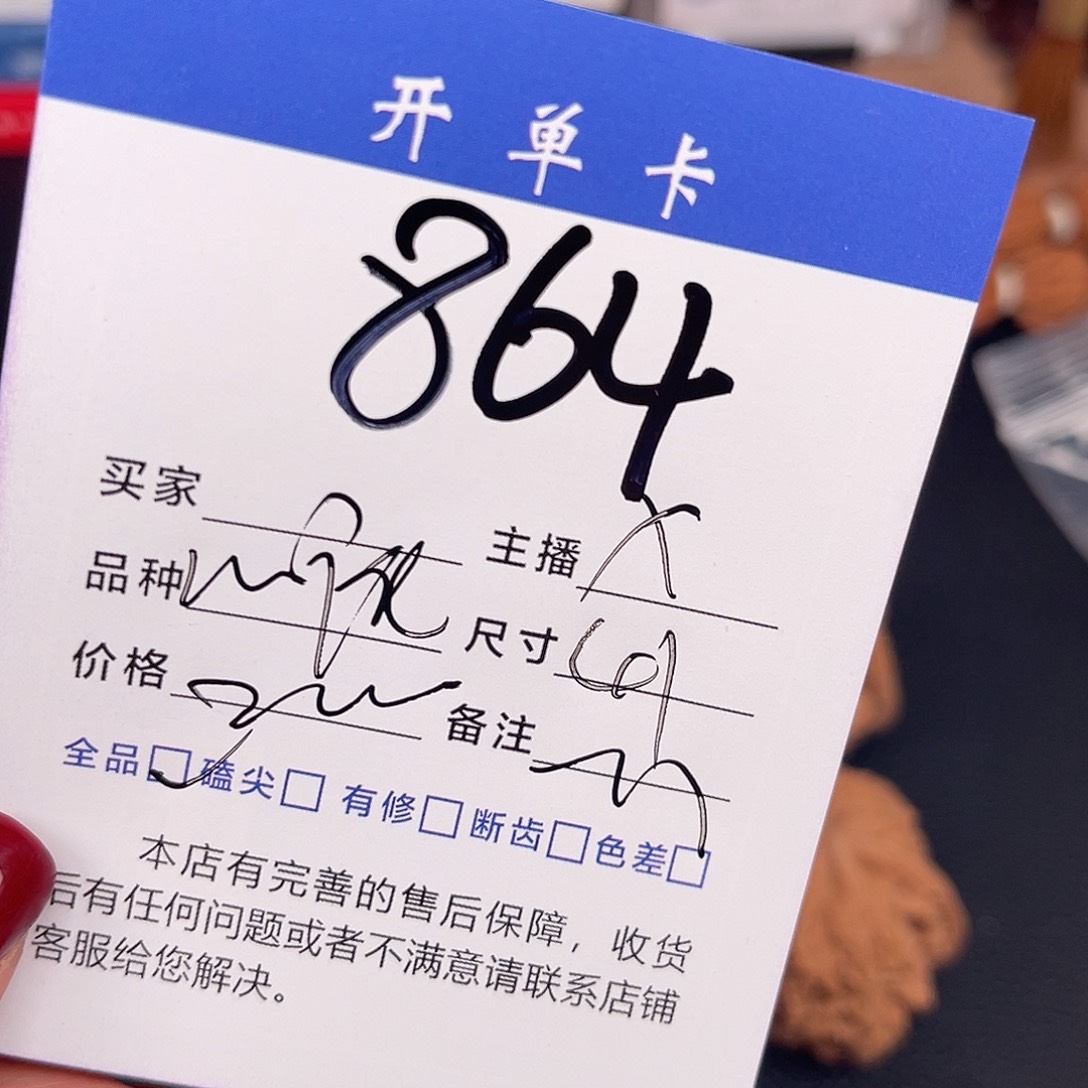 开单卡
864
买家 主播
品种 尺寸
价格 备注
全品□磕尖□ 有修□断齿□色差□
本店有完善的售后保障，收货
后有任何问题或者不满意请联系店铺
客服给您解决。